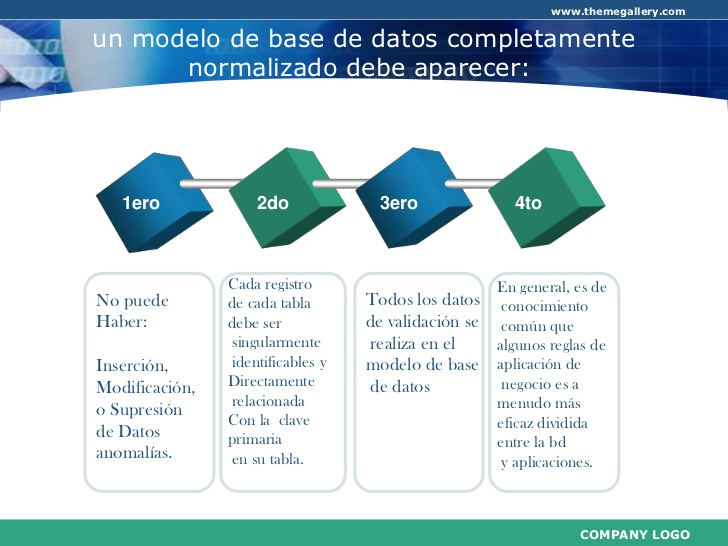 www.themegallery.com
un modelo de base de datos completamente
normalizado debe aparecer:
1ero
2do
3ero
4to
No puede
Haber:
Inserción,
Modificación,
o Supresión
de Datos
anomalías.
Cada registro
de cada tabla
debe ser
singularmente
identificables y
Directamente
relacionada
Con la clave
primaria
en su tabla.
Todos los datos
de validación se
realiza en el
modelo de base
de datos
En general, es de
conocimiento
común que
algunos reglas de
aplicación de
negocio es a
menudo más
eficaz dividida
entre la bd
y aplicaciones.
COMPANY LOGO